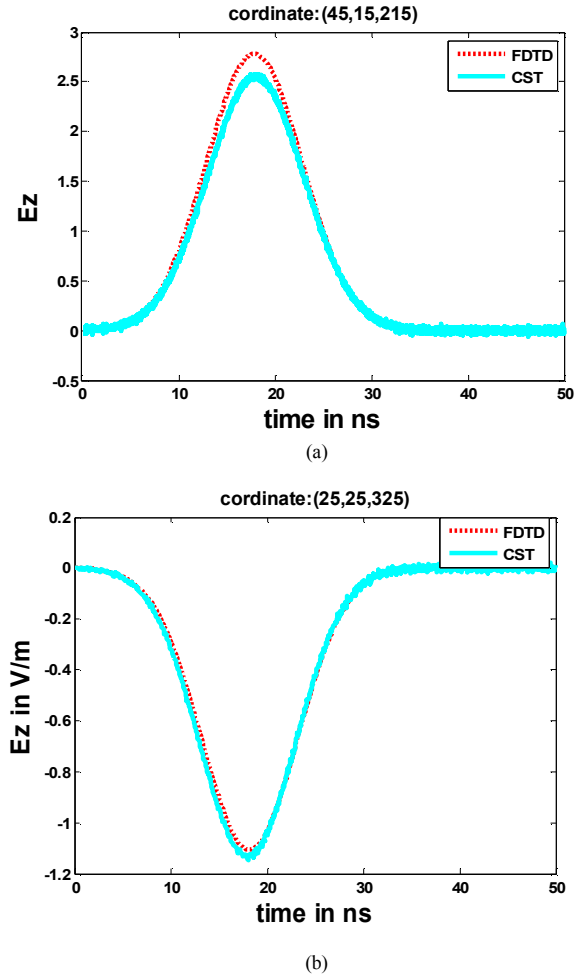 cordinate:(45,15,215)
FDTD
CST
Ez
3
2.5
2
1.5
1
0.5
0
-0.5
0 10 20 30 40 50
time in ns
(a)
cordinate:(25,25,325)
FDTD
CST
Ez in V/m
0.2
0
-0.2
-0.4
-0.6
-0.8
-1
-1.2
0 10 20 30 40 50
time in ns
(b)